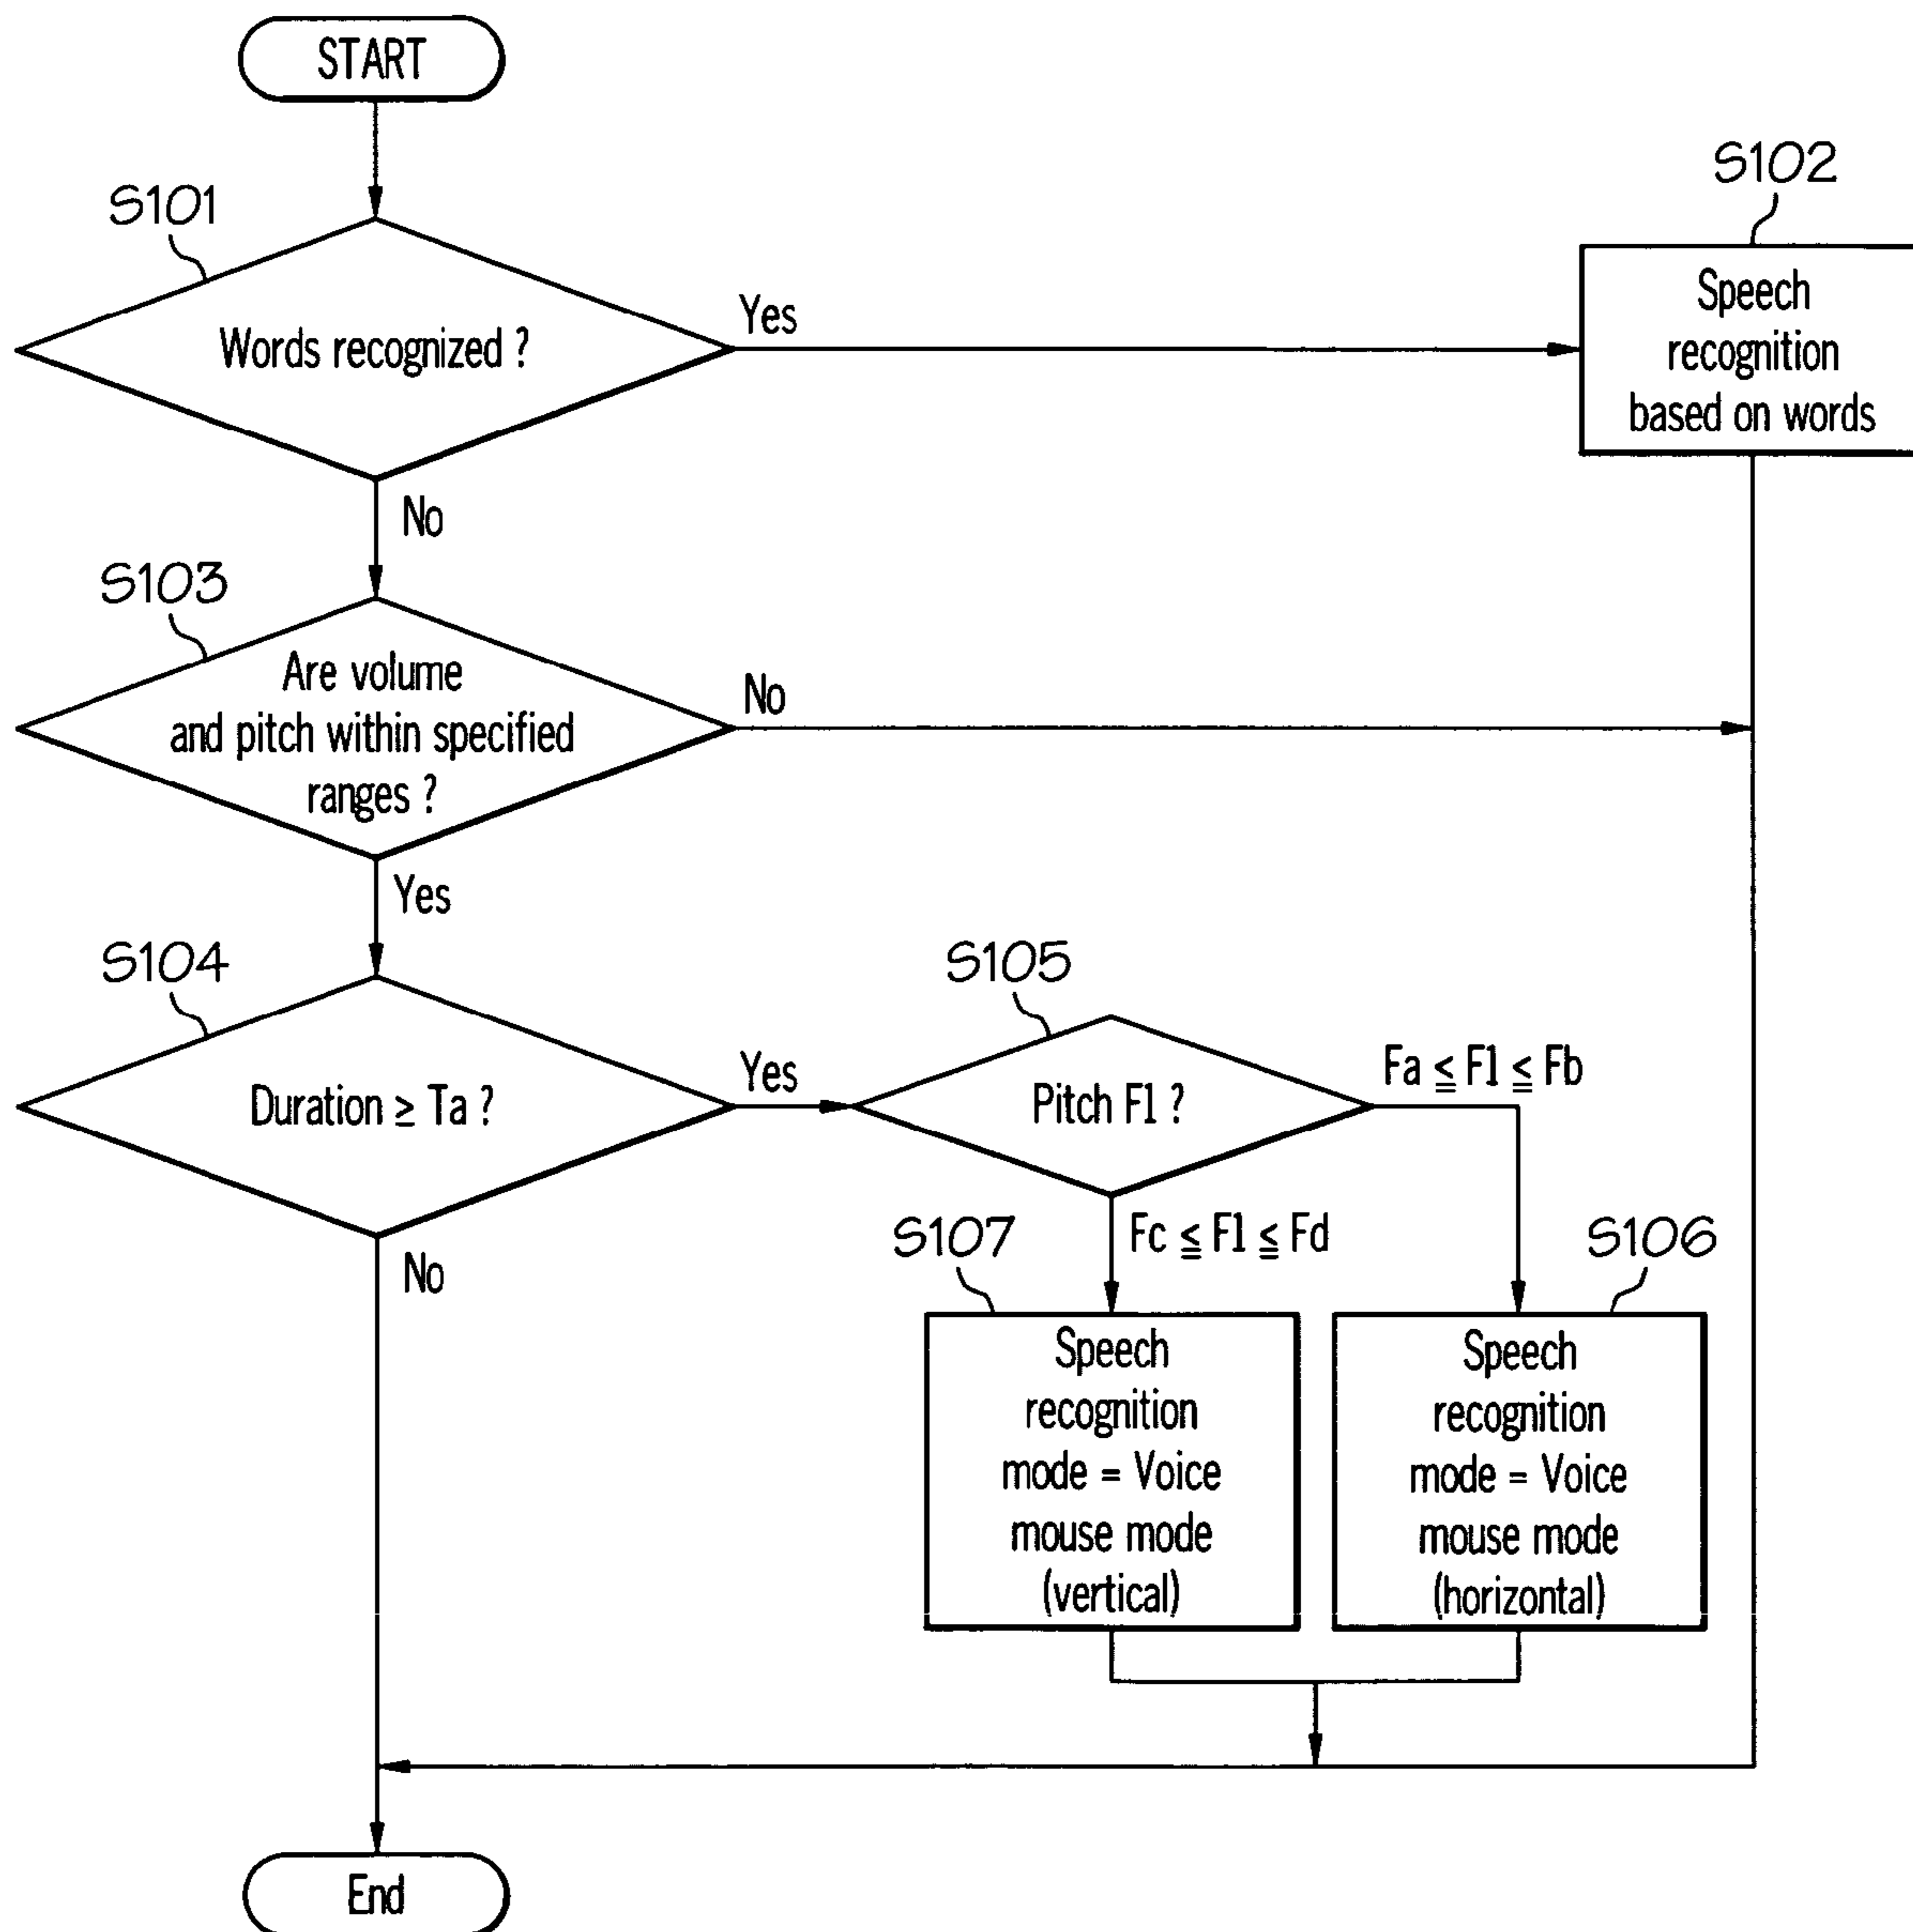 START
S101
Words recognized ?
Yes
S102
Speech
recognition
based on words
No
S103
Are volume
and pitch within specified
ranges ?
No
Yes
S104
Duration ≥ Ta ?
Yes
S105
Pitch F1 ?
Fa ≦ F1 ≦ Fb
No
S107
Fc ≦ F1 ≦ Fd
S106
Speech
recognition
mode = Voice
mouse mode
(vertical)
Speech
recognition
mode = Voice
mouse mode
(horizontal)
End